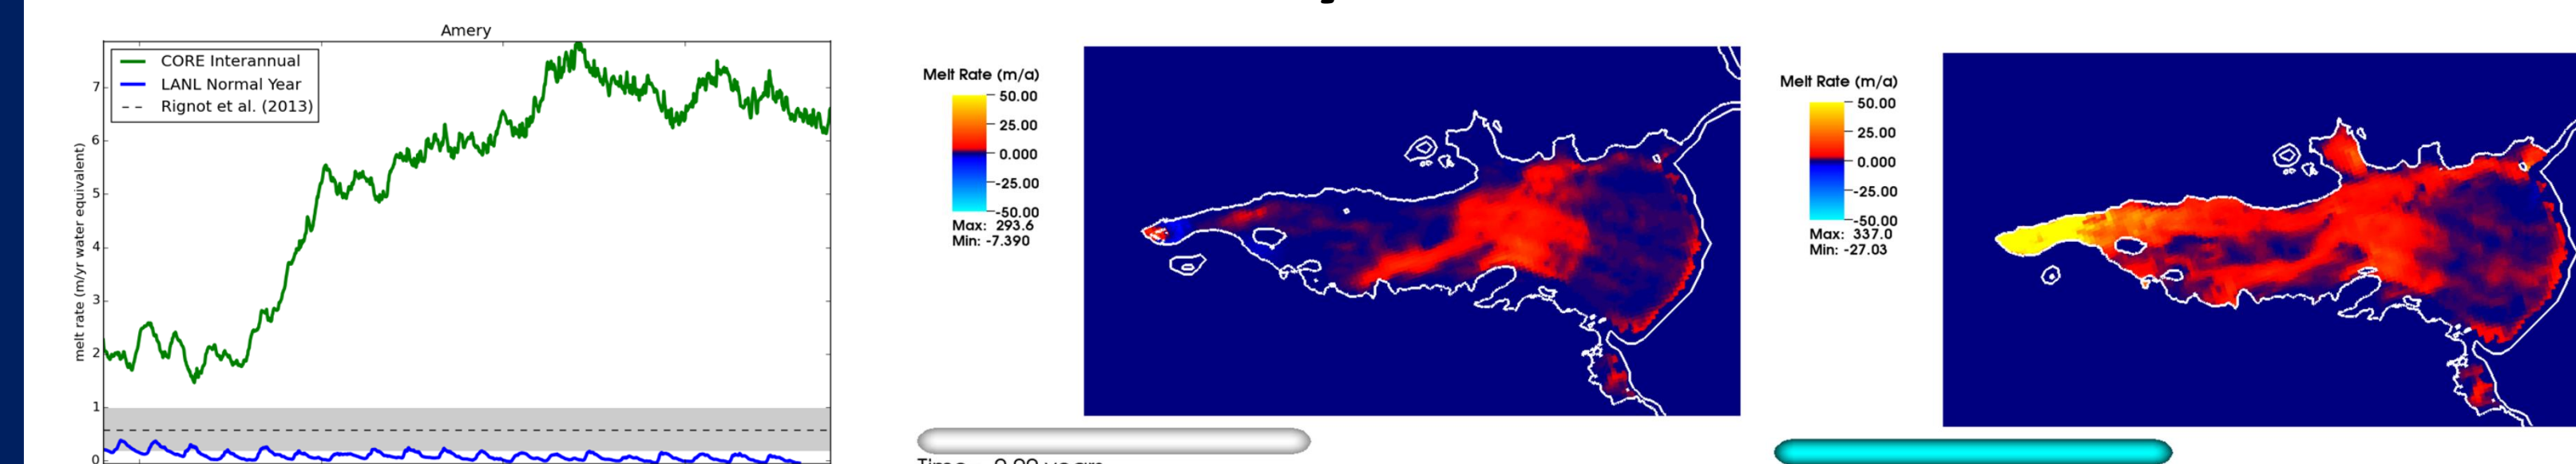 Amery
CORE Interannual
LANL Normal Year
Rignot et al. (2013)
melt rate (m/yr water equivalent)
7
6
5
4
3
2
1
0
Melt Rate (m/a)
50.00
25.00
0.000
-25.00
-50.00
Max: 293.6
Min: -7.390
Melt Rate (m/a)
50.00
25.00
0.000
-25.00
-50.00
Max: 337.0
Min: -27.03